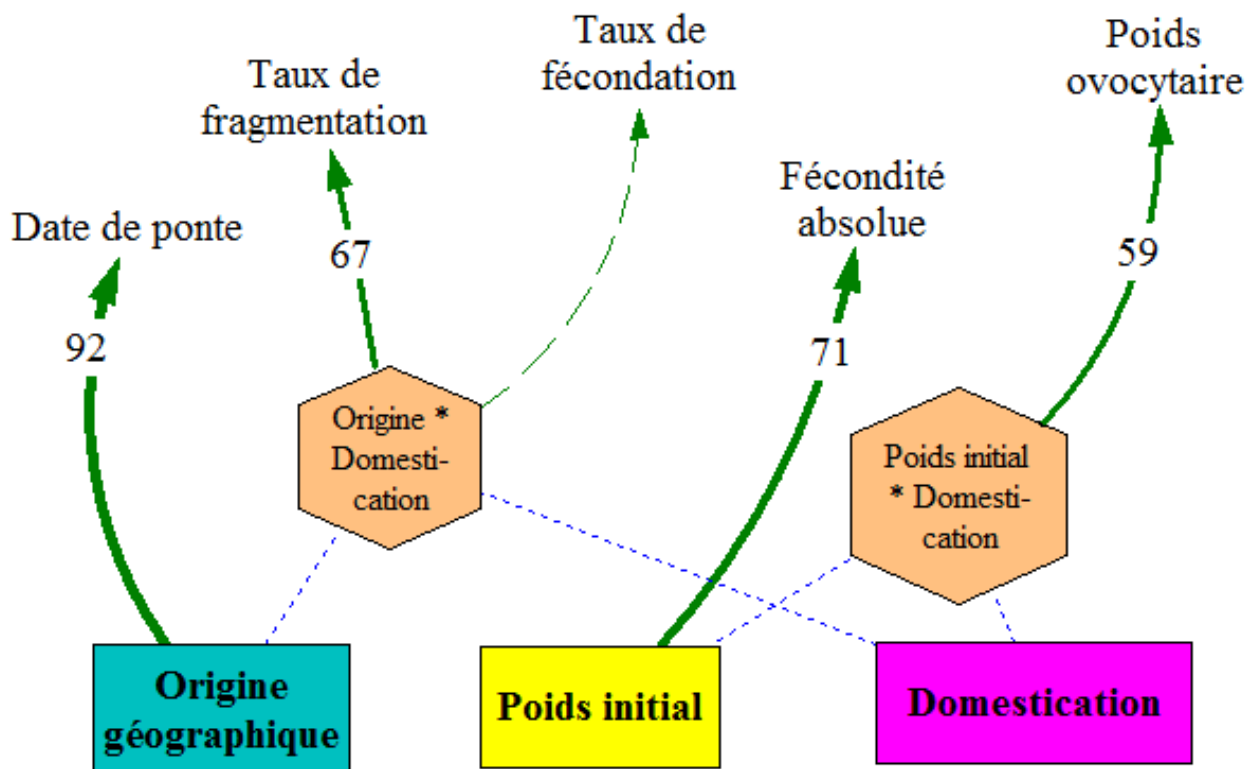 Taux de
fécondation
Poids
ovocytaire
Taux de
fragmentation
Fécondité
absolue
Date de ponte
67
59
92
71
Origine *
Domesti-
cation
Poids initial
* Domesti-
cation
Origine
géographique
Poids initial
Domestication